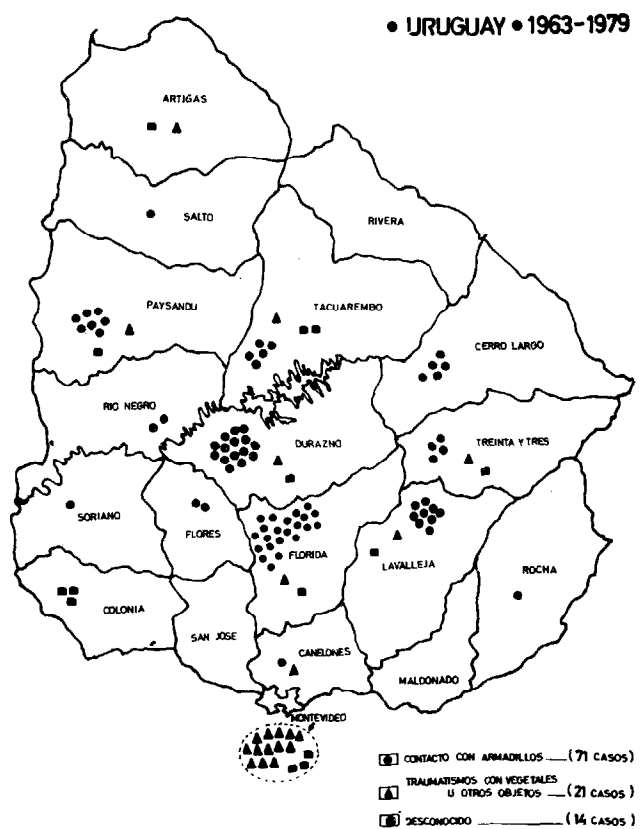 • URUGUAY • 1963-1979
ARTIGAS
SALTO
RIVERA
PAYSANDU
TACUAREMBO
CERRO LARGO
RIO NEGRO
DURAZNO
TREINTA Y TRES
SORIANO
FLORES
FLORIDA
LAVALLEJA
ROCHA
COLONIA
SAN JOSE
CANELONES
MALDONADO
MONTEVIDEO
CONTACTO CON ARMADILLOS ___(71 CASOS)
TRAUMATISMOS CON VEGETALES
U OTROS OBJETOS ___(21 CASOS)
DESCONOCIDO ___(14 CASOS)